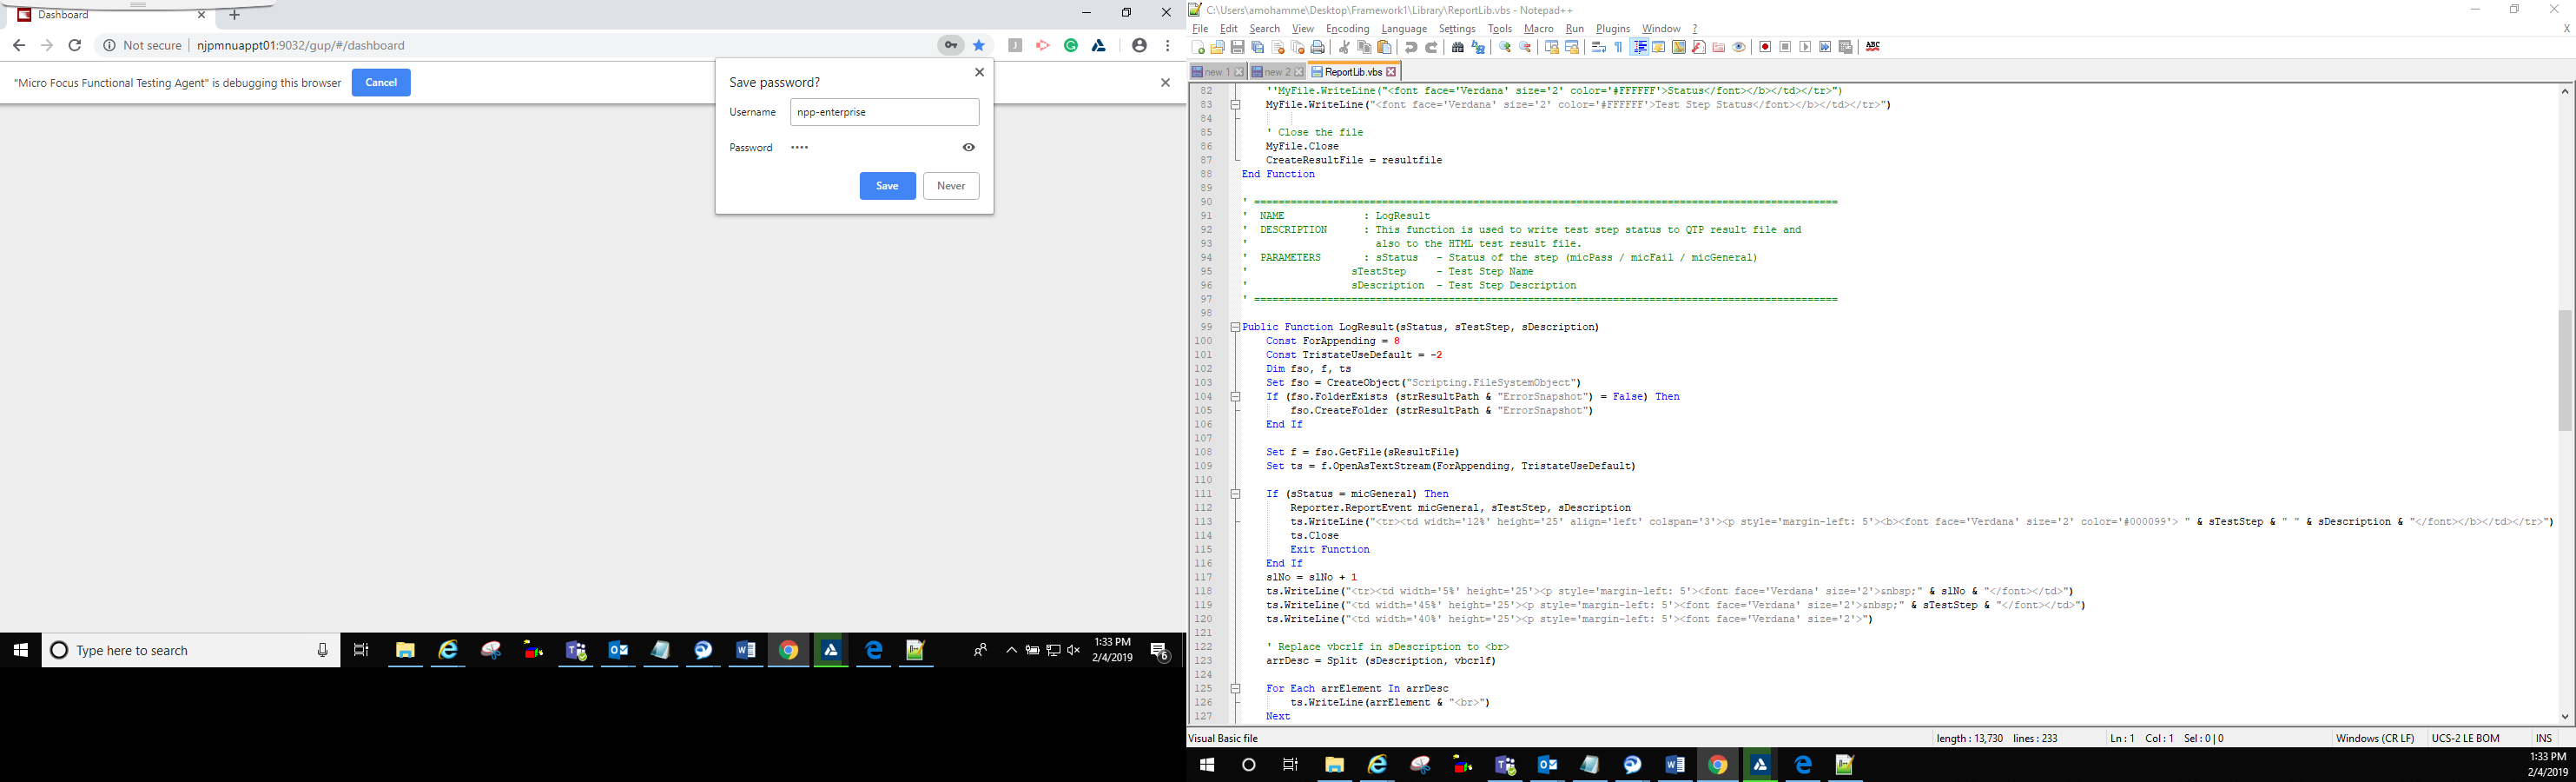 Dashboard
Not secure | njpmnuappt01:9032/gup/#/dashboard
"Micro Focus Functional Testing Agent" is debugging this browser
Cancel
Save password?
Username
npp-enterprise
Password
••••
Save
Never
Type here to search
1:33 PM
2/4/2019
6
C:\Users\amohamme\Desktop\Framework1\Library\ReportLib.vbs - Notepad++
File Edit Search View Encoding Language Settings Tools Macro Run Plugins Window ?
X
ABC
new 1
new 2
ReportLib.vbs
82 ''MyFile.WriteLine("<font face='Verdana' size='2' color='#FFFFFF'>Status</font></b></td></tr>")
83 MyFile.WriteLine("<font face='Verdana' size='2' color='#FFFFFF'>Test Step Status</font></b></td></tr>")
84
85 ' Close the file
86 MyFile.Close
87 CreateResultFile = resultfile
88 End Function
89
90 ' ================================================================================================
91 ' NAME : LogResult
92 ' DESCRIPTION : This function is used to write test step status to QTP result file and
93 ' also to the HTML test result file.
94 ' PARAMETERS : sStatus - Status of the step (micPass / micFail / micGeneral)
95 ' sTestStep - Test Step Name
96 ' sDescription - Test Step Description
97 ' ================================================================================================
98
99 Public Function LogResult(sStatus, sTestStep, sDescription)
100 Const ForAppending = 8
101 Const TristateUseDefault = -2
102 Dim fso, f, ts
103 Set fso = CreateObject("Scripting.FileSystemObject")
104 If (fso.FolderExists (strResultPath & "ErrorSnapshot") = False) Then
105 fso.CreateFolder (strResultPath & "ErrorSnapshot")
106 End If
107
108 Set f = fso.GetFile(sResultFile)
109 Set ts = f.OpenAsTextStream(ForAppending, TristateUseDefault)
110
111 If (sStatus = micGeneral) Then
112 Reporter.ReportEvent micGeneral, sTestStep, sDescription
113 ts.WriteLine("<tr><td width='12%' height='25' align='left' colspan='3'><p style='margin-left: 5'><b><font face='Verdana' size='2' color='#000099'> " & sTestStep & " " & sDescription & "</font></b></td></tr>")
114 ts.Close
115 Exit Function
116 End If
117 slNo = slNo + 1
118 ts.WriteLine("<tr><td width='5%' height='25'><p style='margin-left: 5'><font face='Verdana' size='2'>&nbsp;" & slNo & "</font></td>")
119 ts.WriteLine("<td width='45%' height='25'><p style='margin-left: 5'><font face='Verdana' size='2'>&nbsp;" & sTestStep & "</font></td>")
120 ts.WriteLine("<td width='40%' height='25'><p style='margin-left: 5'><font face='Verdana' size='2'>")
121
122 ' Replace vbcrlf in sDescription to <br>
123 arrDesc = Split (sDescription, vbcrlf)
124
125 For Each arrElement In arrDesc
126 ts.WriteLine(arrElement & "<br>")
127 Next
Visual Basic file
length : 13,730 lines : 233
Ln : 1 Col : 1 Sel : 0 | 0
Windows (CR LF)
UCS-2 LE BOM
INS
1:33 PM
2/4/2019